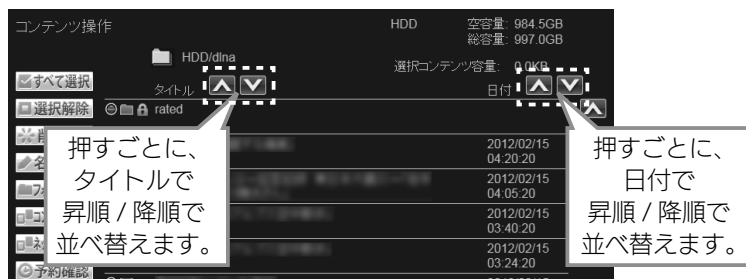 コンテンツ操作
HDD 空容量: 984.5GB
総容量: 997.0GB
HDD/dlna
選択コンテンツ容量: 0.0KB
すべて選択
タイトル
日付
選択解除
rated
押すごとに、
タイトルで
昇順 / 降順で
並べ替えます。
2012/02/15
04:20:20
2012/02/15
04:05:20
2012/02/15
03:40:20
2012/02/15
03:24:20
押すごとに、
日付で
昇順 / 降順で
並べ替えます。
予約確認